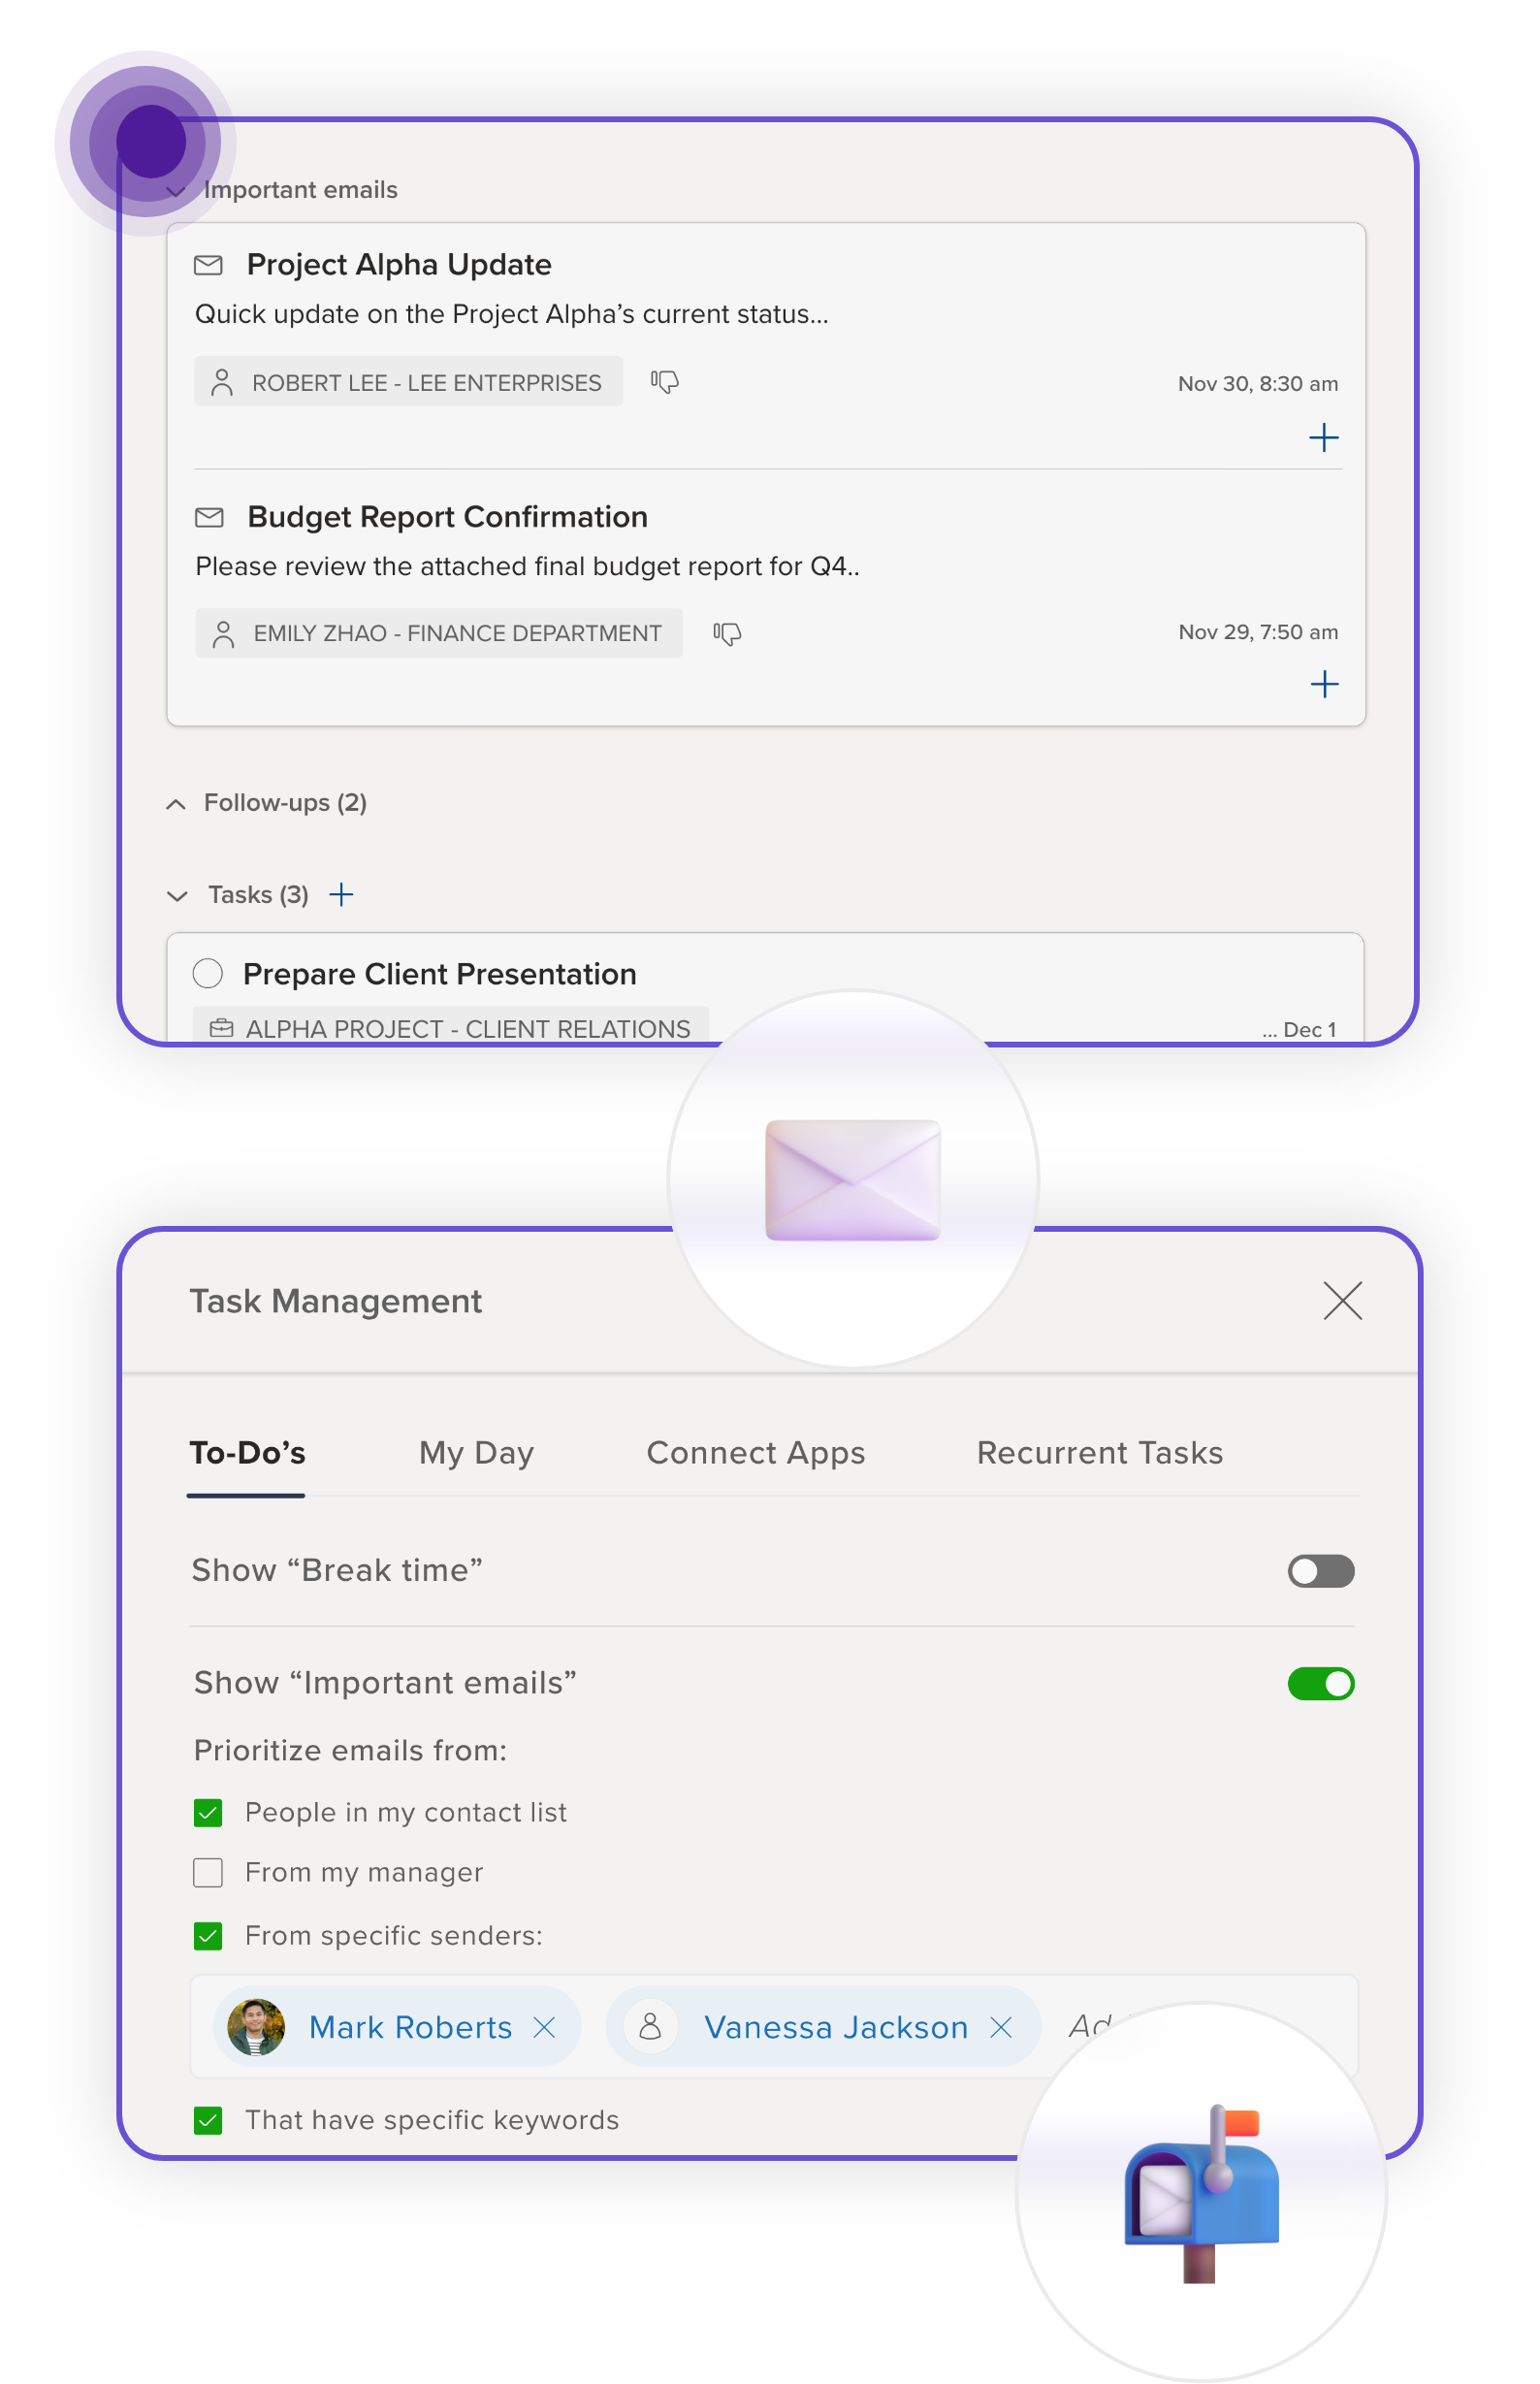 Important emails
Project Alpha Update
Quick update on the Project Alpha’s current status...
ROBERT LEE - LEE ENTERPRISES
Nov 30, 8:30 am
Budget Report Confirmation
Please review the attached final budget report for Q4..
EMILY ZHAO - FINANCE DEPARTMENT
Nov 29, 7:50 am
Follow-ups (2)
Tasks (3)
Prepare Client Presentation
ALPHA PROJECT - CLIENT RELATIONS
... Dec 1
Task Management
To-Do’s My Day Connect Apps Recurrent Tasks
Show “Break time”
Show “Important emails”
Prioritize emails from:
People in my contact list
From my manager
From specific senders:
Mark Roberts Vanessa Jackson
That have specific keywords